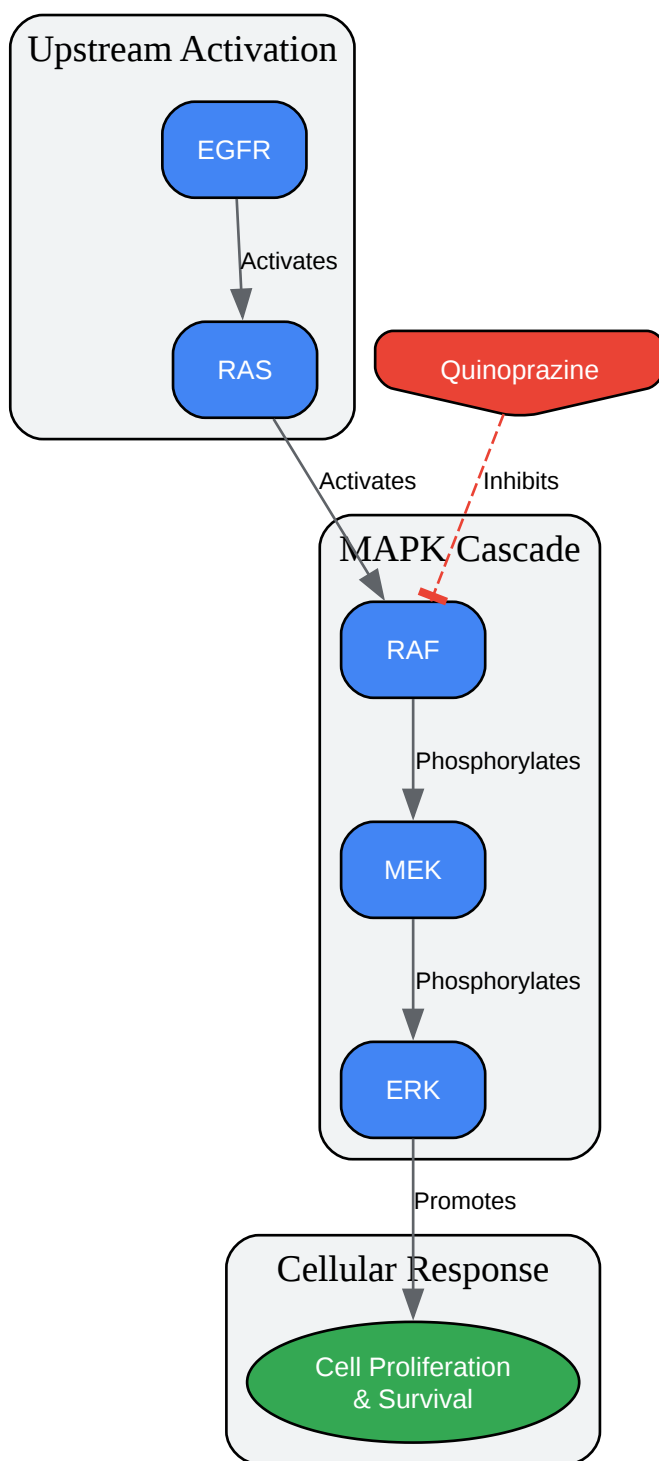 Upstream Activation
EGFR
Activates
RAS
Quinoprazine
Activates
Inhibits
MAPK Cascade
RAF
Phosphorylates
MEK
Phosphorylates
ERK
Promotes
Cellular Response
Cell Proliferation
& Survival